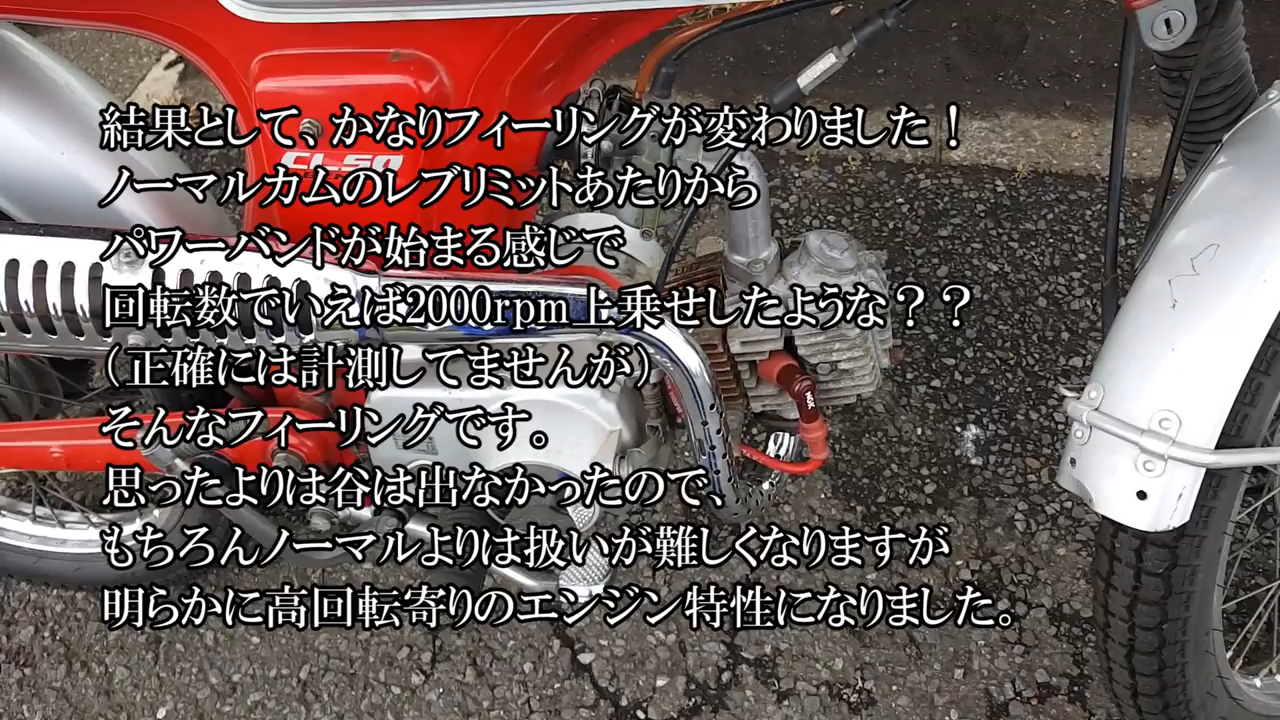 結果として、かなりフィーリングが変わりました！
CL50
ノーマルカムのレブリミットあたりから
パワーバンドが始まる感じで
回転数でいえば2000rpm上乗せしたような？？
（正確には計測してませんが）
NGK
そんなフィーリングです。
思ったよりは谷は出なかったので、
もちろんノーマルよりは扱いが難しくなりますが
明らかに高回転寄りのエンジン特性になりました。